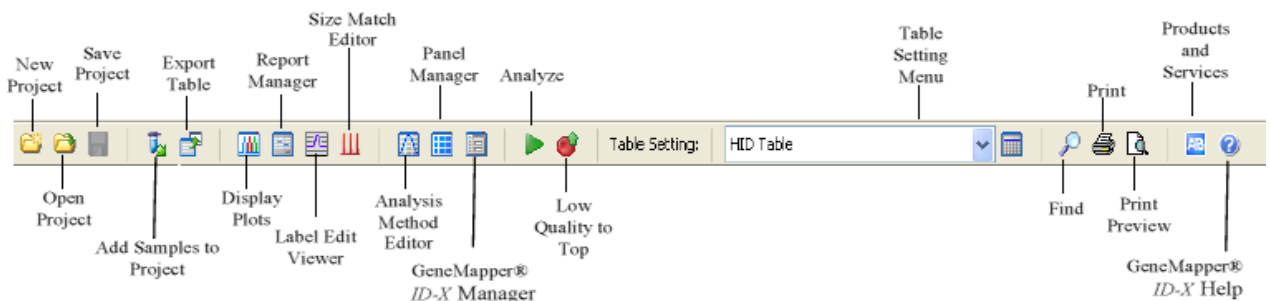 New
Project
Save
Project
Export
Table
Report
Manager
Size Match
Editor
Panel
Manager
Analyze
Table
Setting
Menu
Print
Products
and
Services
Table Setting:
HID Table
AB
?
Open
Project
Add Samples to
Project
Display
Plots
Label Edit
Viewer
Analysis
Method
Editor
GeneMapper®
ID-X Manager
Low
Quality to
Top
Find
Print
Preview
GeneMapper®
ID-X Help